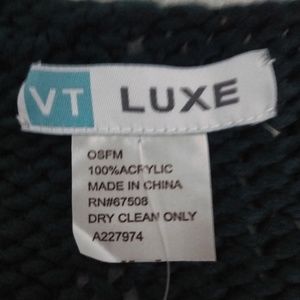 VT LUXE
OSFM
100%ACRYLIC
MADE IN CHINA
RN#67508
DRY CLEAN ONLY
A227974